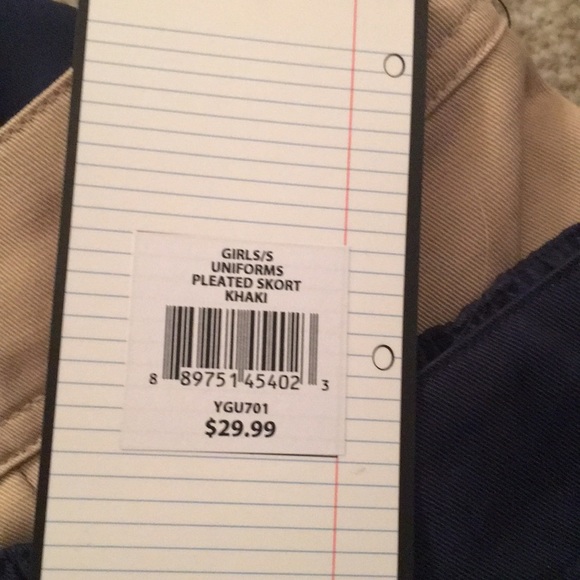 GIRLS/S
UNIFORMS
PLEATED SKORT
KHAKI
8 89751 45402 3
YGU701
$29.99